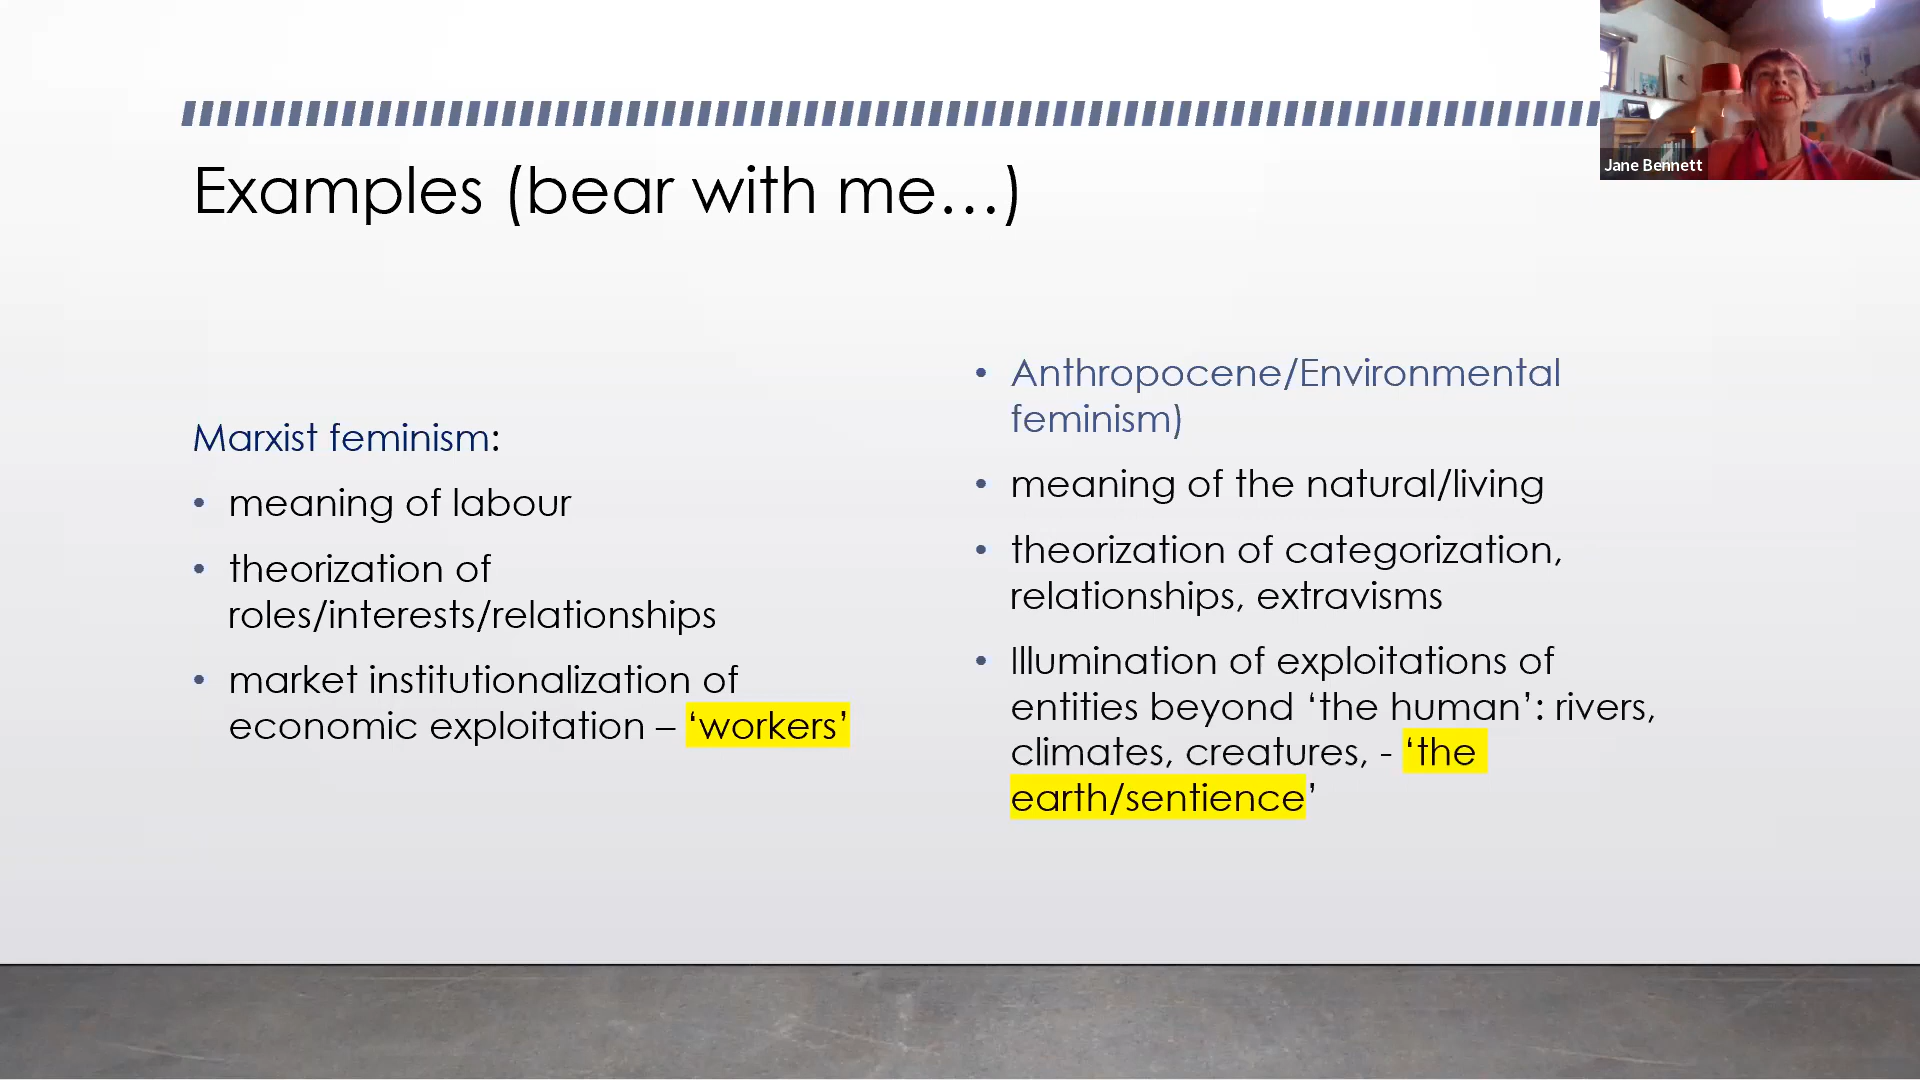 Jane Bennett
Examples (bear with me…)
Marxist feminism:
• meaning of labour
• theorization of
roles/interests/relationships
• market institutionalization of
economic exploitation – ‘workers’
• Anthropocene/Environmental
feminism)
• meaning of the natural/living
• theorization of categorization,
relationships, extravisms
• Illumination of exploitations of
entities beyond ‘the human’: rivers,
climates, creatures, - ‘the
earth/sentience’